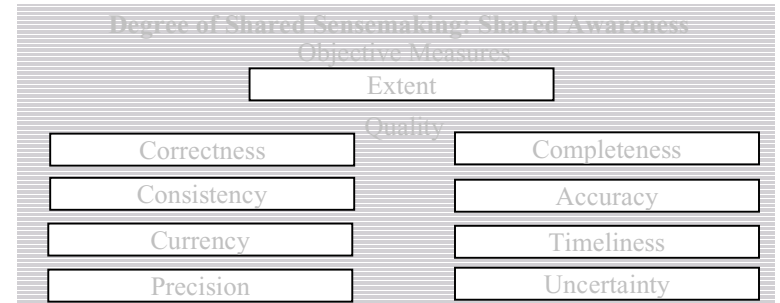 Degree of Shared Sensemaking: Shared Awareness
Objective Measures
Extent
Quality
Correctness Completeness
Consistency Accuracy
Currency Timeliness
Precision Uncertainty